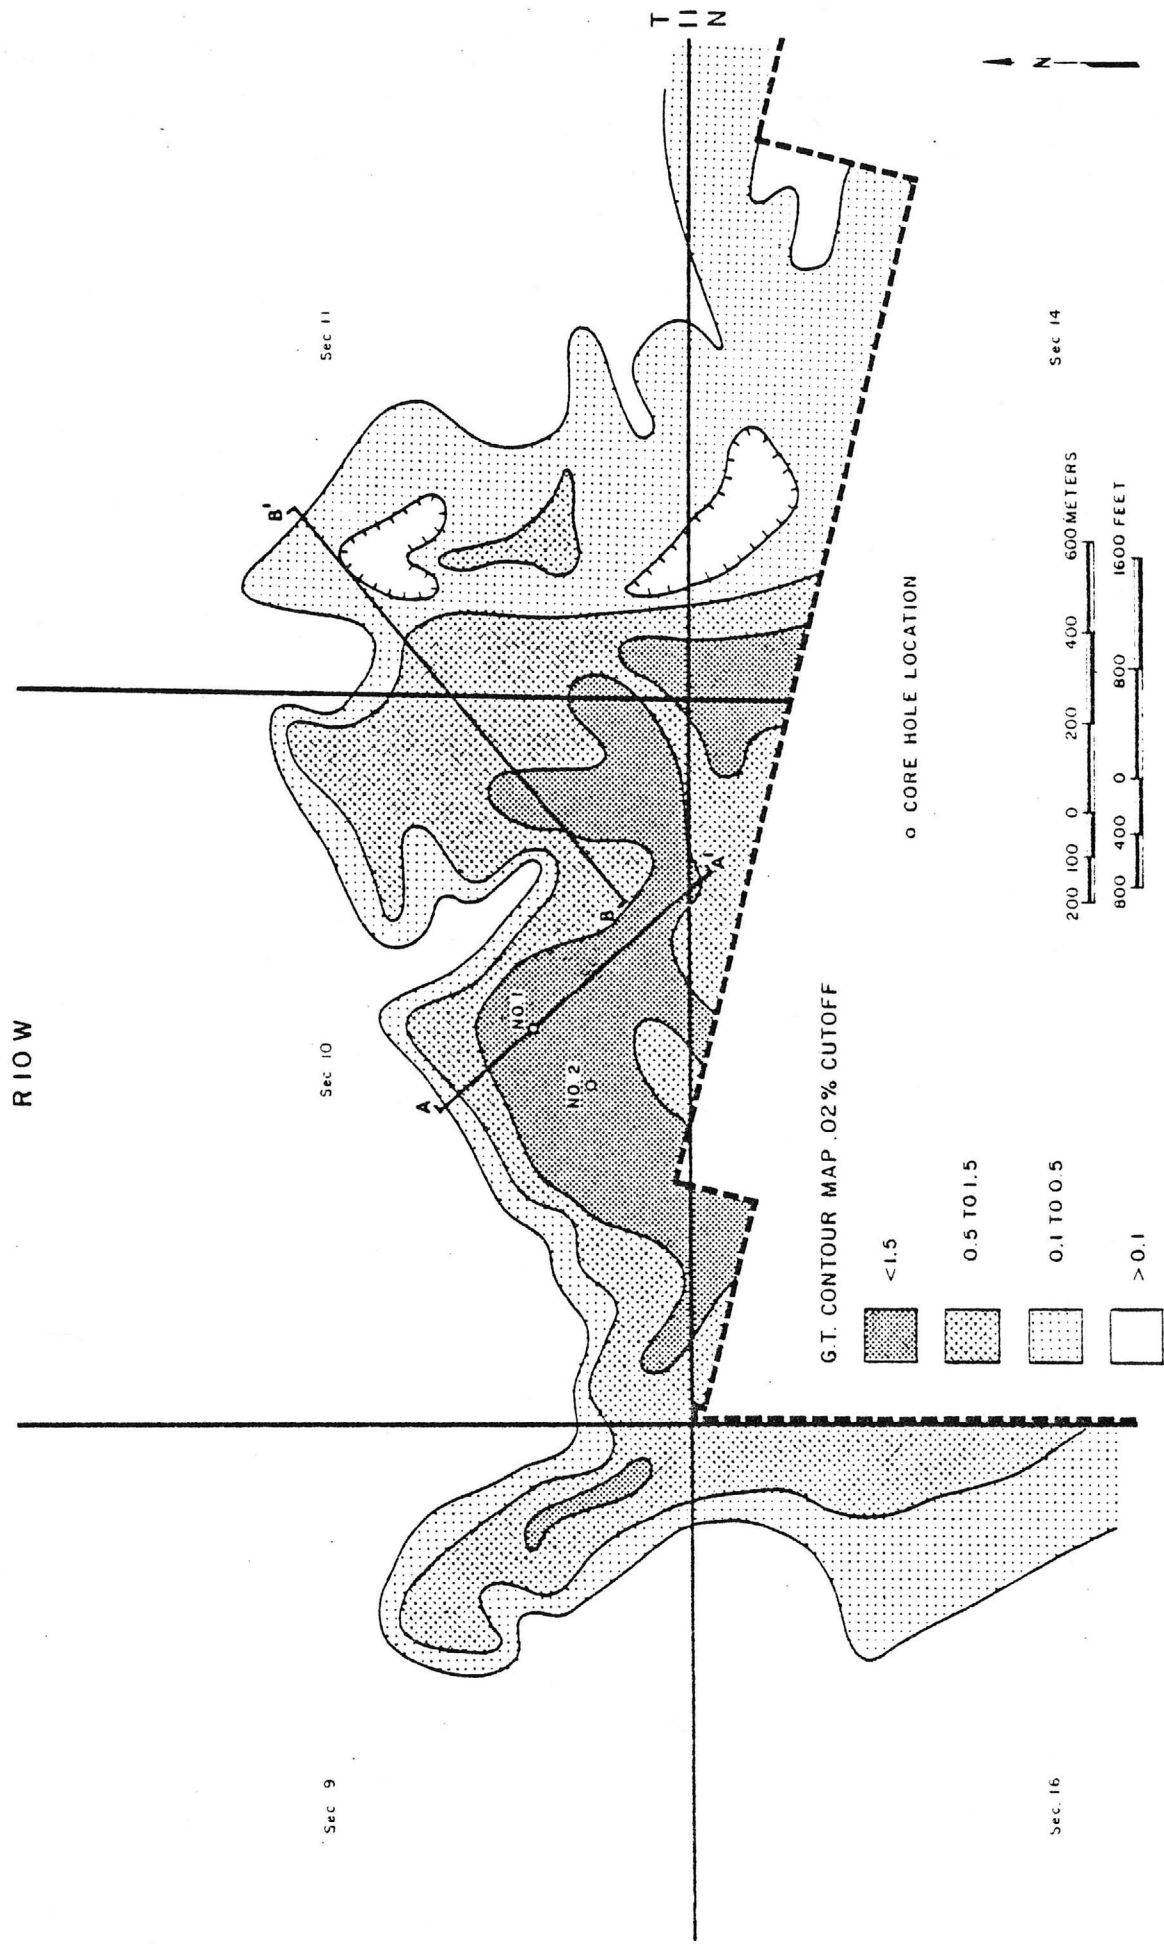 R10W
T
11
N
Sec 9
Sec 10
Sec 11
A
NO. 1
NO. 2
A'
B
B'
N
Sec. 16
Sec 14
G.T. CONTOUR MAP .02% CUTOFF
<1.5
0.5 TO 1.5
0.1 TO 0.5
>0.1
o CORE HOLE LOCATION
200 100 0 200 400 600 METERS
800 400 0 800 1600 FEET